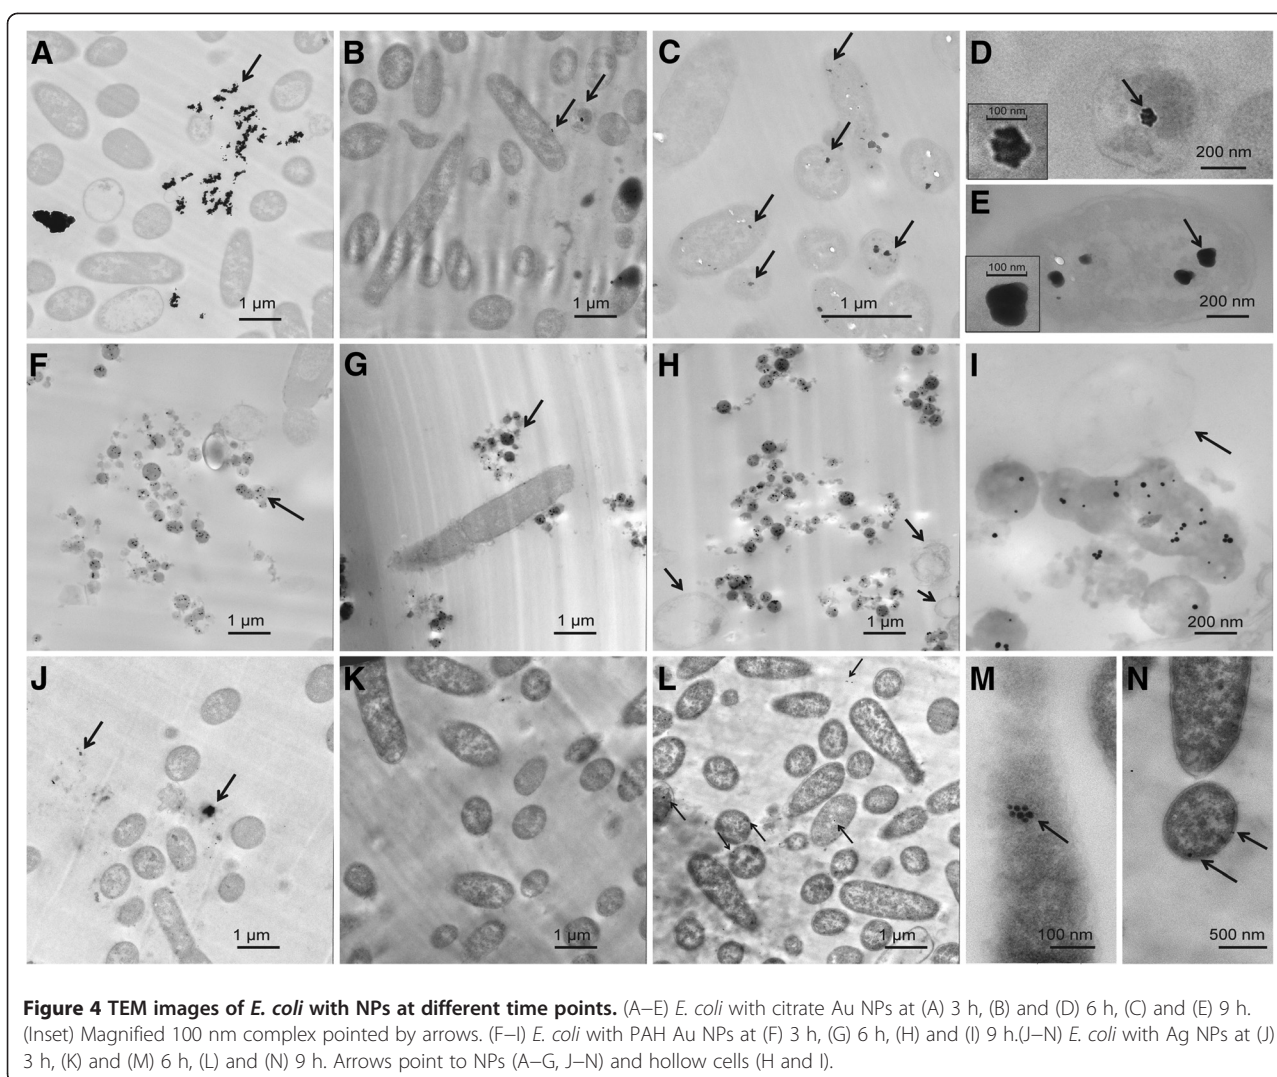 A
B
C
D
100 nm
200 nm
E
100 nm
200 nm
1 µm
1 µm
1 µm
F
G
H
I
1 µm
1 µm
1 µm
200 nm
J
K
L
M
N
1 µm
1 µm
1 µm
100 nm
500 nm
Figure 4 TEM images of E. coli with NPs at different time points. (A–E) E. coli with citrate Au NPs at (A) 3 h, (B) and (D) 6 h, (C) and (E) 9 h.
(Inset) Magnified 100 nm complex pointed by arrows. (F–I) E. coli with PAH Au NPs at (F) 3 h, (G) 6 h, (H) and (I) 9 h.(J–N) E. coli with Ag NPs at (J)
3 h, (K) and (M) 6 h, (L) and (N) 9 h. Arrows point to NPs (A–G, J–N) and hollow cells (H and I).